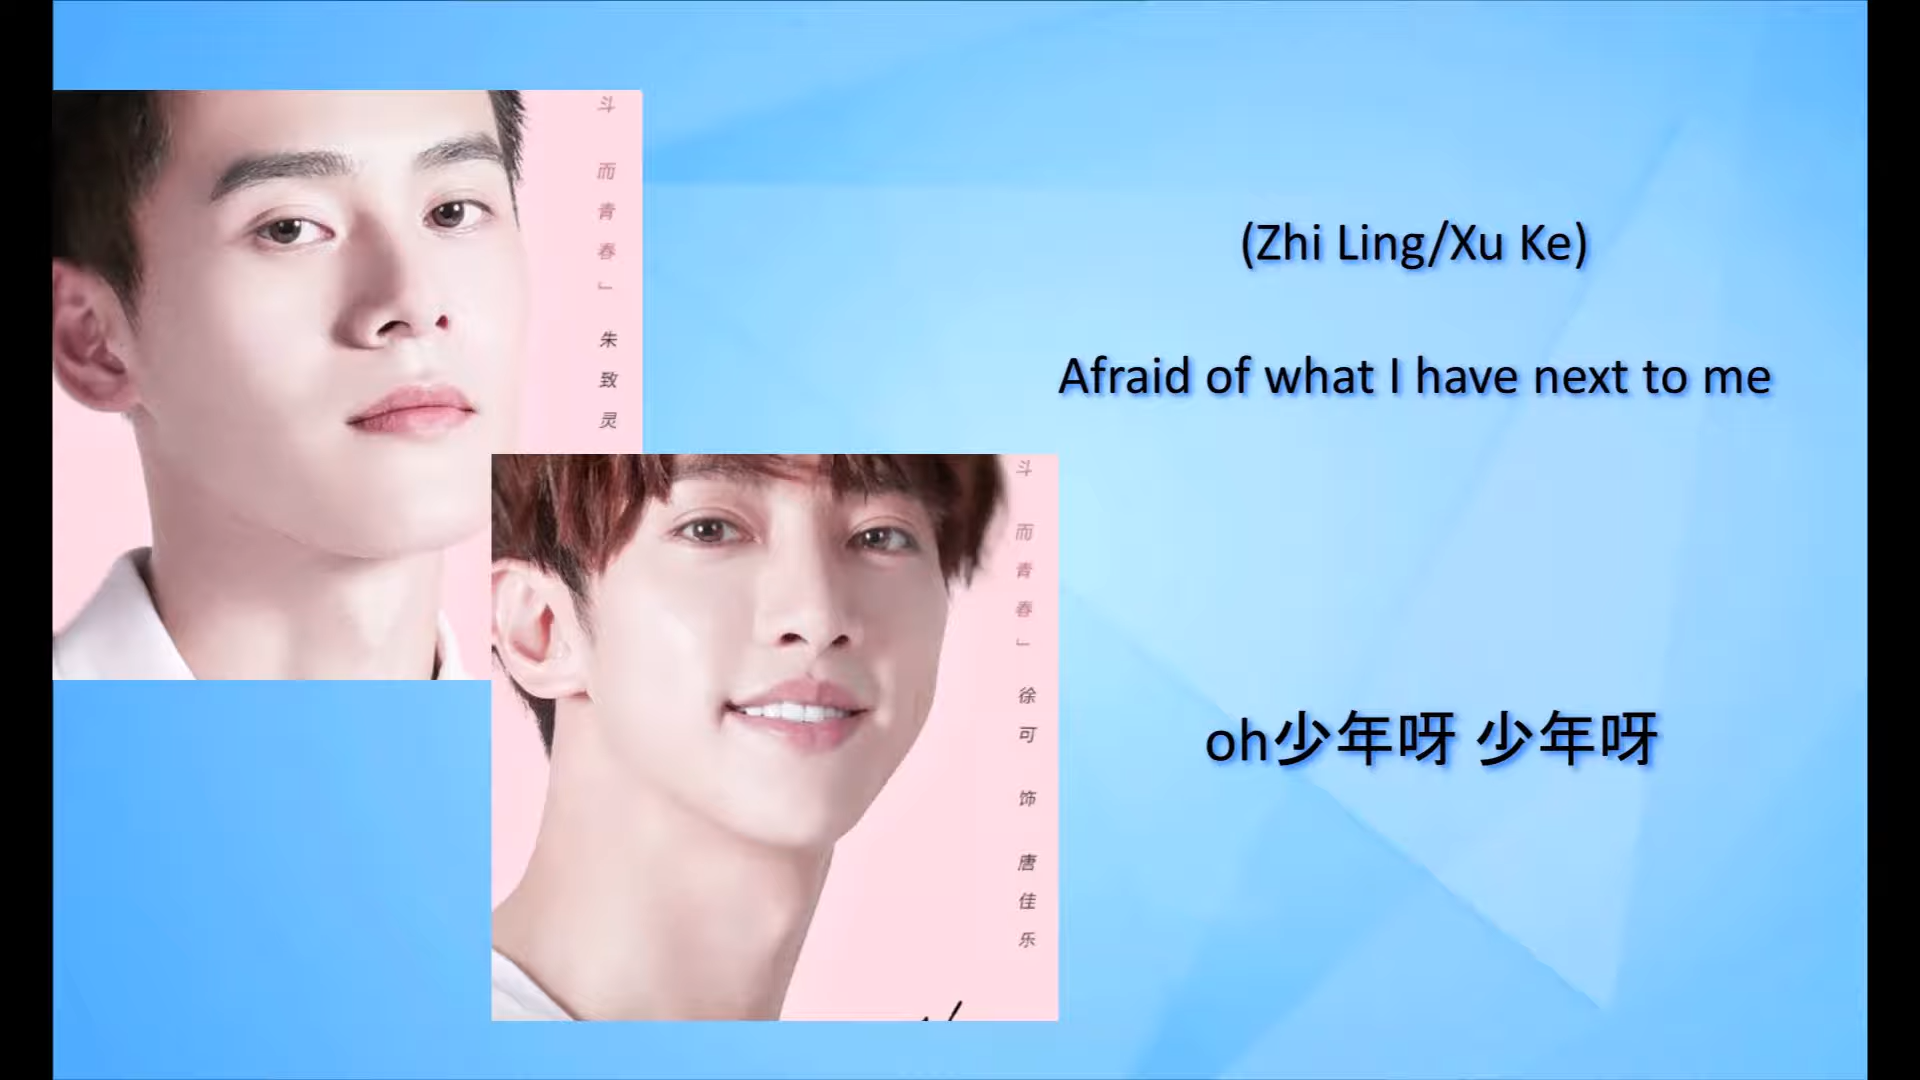 斗 而青春」 朱致灵
斗 而青春」 徐可 饰 唐佳乐
(Zhi Ling/Xu Ke)
Afraid of what I have next to me
oh少年呀 少年呀